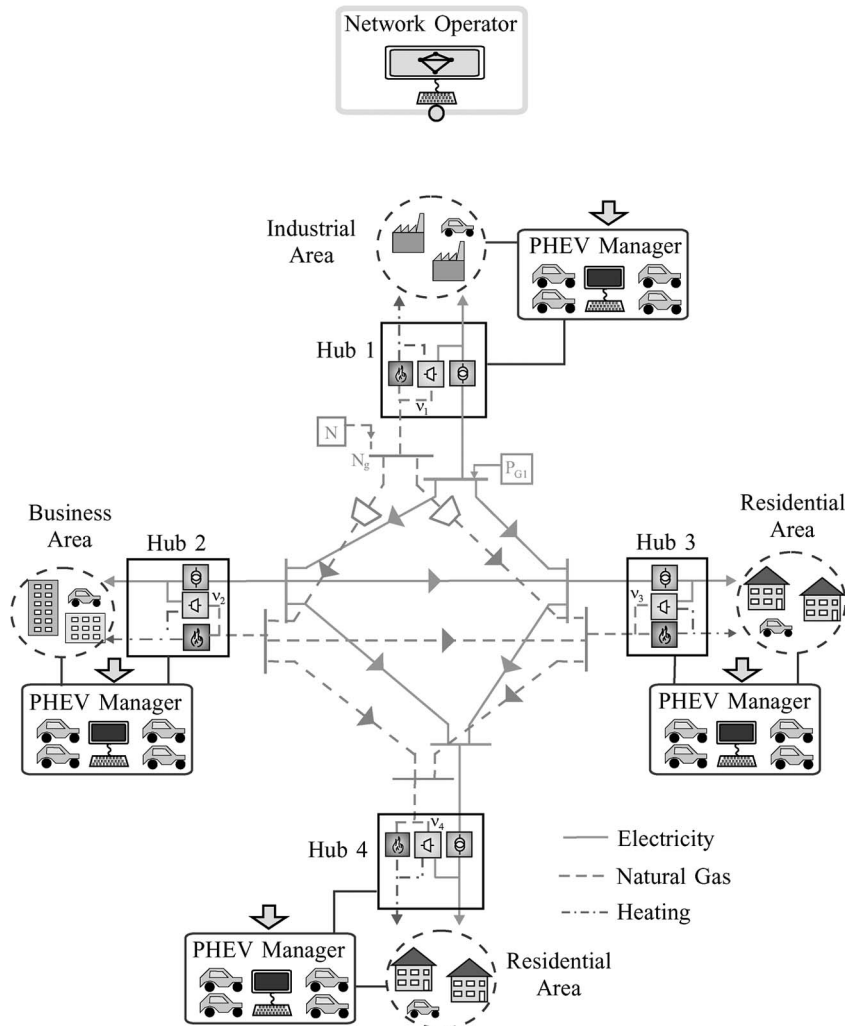 Network Operator
Industrial
Area
PHEV Manager
Hub 1
ν1
N
Ng
PG1
Business
Area
Hub 2
ν2
Hub 3
ν3
Residential
Area
PHEV Manager
PHEV Manager
Hub 4
ν4
Electricity
Natural Gas
Heating
PHEV Manager
Residential
Area